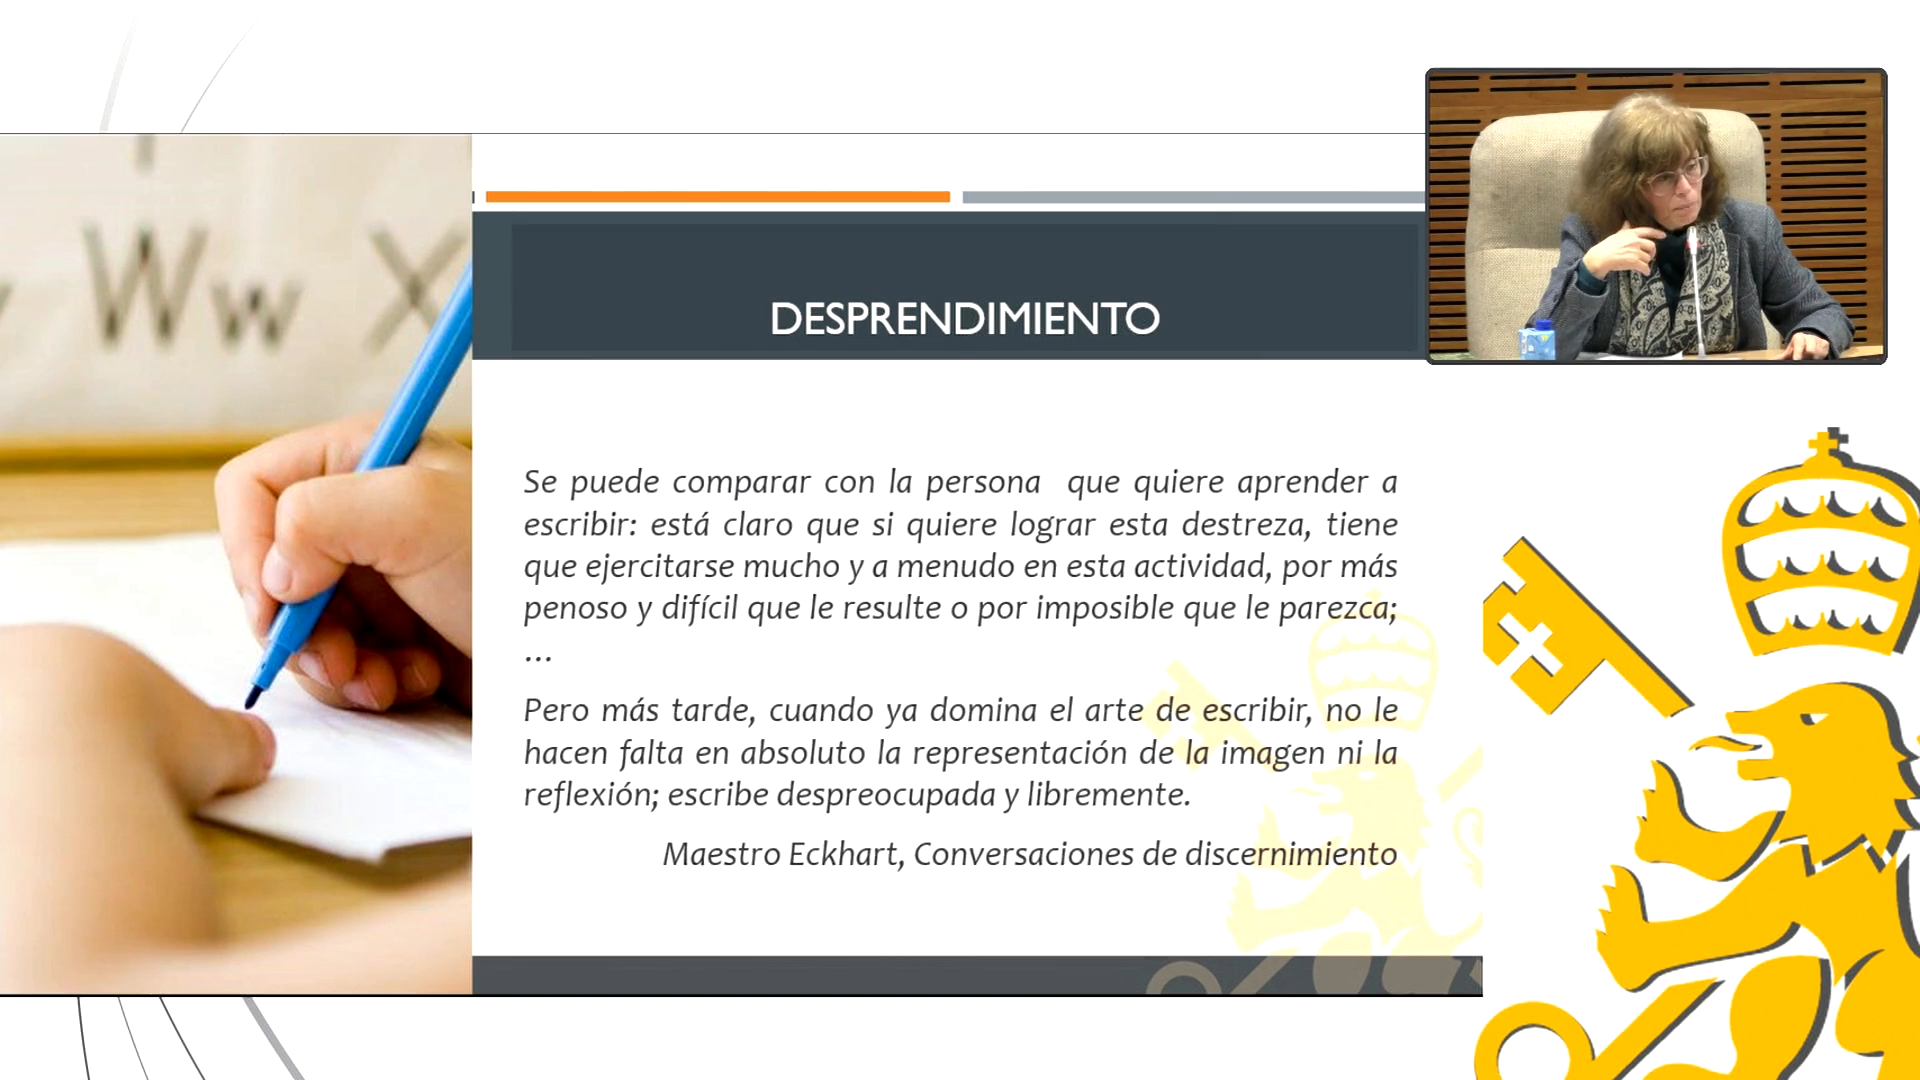 Ww X
DESPRENDIMIENTO
Se puede comparar con la persona que quiere aprender a
escribir: está claro que si quiere lograr esta destreza, tiene
que ejercitarse mucho y a menudo en esta actividad, por más
penoso y difícil que le resulte o por imposible que le parezca;
...
Pero más tarde, cuando ya domina el arte de escribir, no le
hacen falta en absoluto la representación de la imagen ni la
reflexión; escribe despreocupada y libremente.
Maestro Eckhart, Conversaciones de discernimiento